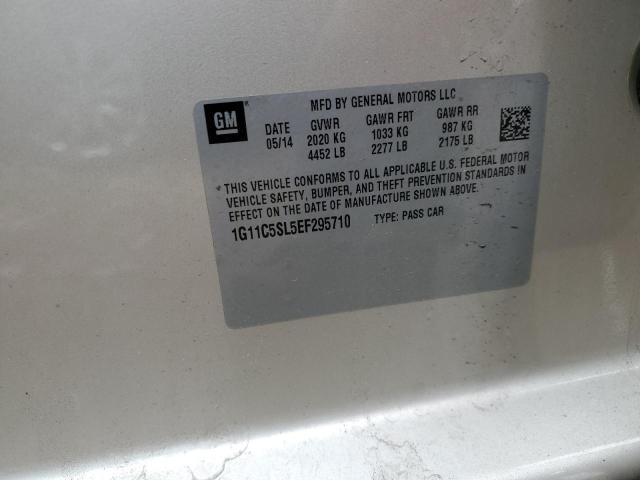 GM
MFD BY GENERAL MOTORS LLC
DATE GVWR GAWR FRT GAWR RR
05/14 2020 KG 1033 KG 987 KG
4452 LB 2277 LB 2175 LB
THIS VEHICLE CONFORMS TO ALL APPLICABLE U.S. FEDERAL MOTOR
VEHICLE SAFETY, BUMPER, AND THEFT PREVENTION STANDARDS IN
EFFECT ON THE DATE OF MANUFACTURE SHOWN ABOVE.
1G11C5SL5EF295710 TYPE: PASS CAR